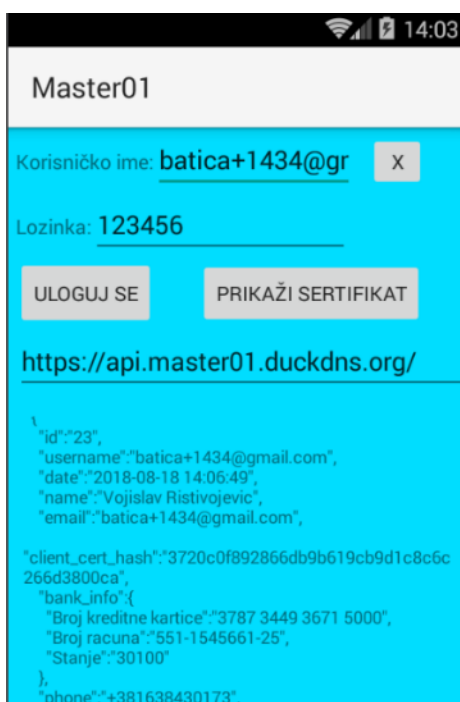 14:03
Master01
Korisničko ime: batica+1434@gr X
Lozinka: 123456
ULOGUJ SE PRIKAŽI SERTIFIKAT
https://api.master01.duckdns.org/
{
"id":"23",
"username":"batica+1434@gmail.com",
"date":"2018-08-18 14:06:49",
"name":"Vojislav Ristivojevic",
"email":"batica+1434@gmail.com",
"client_cert_hash":"3720c0f892866db9b619cb9d1c8c6c
266d3800ca",
"bank_info":{
"Broj kreditne kartice":"3787 3449 3671 5000",
"Broj racuna":"551-1545661-25",
"Stanje":"30100"
},
"phone":"+381638430173"